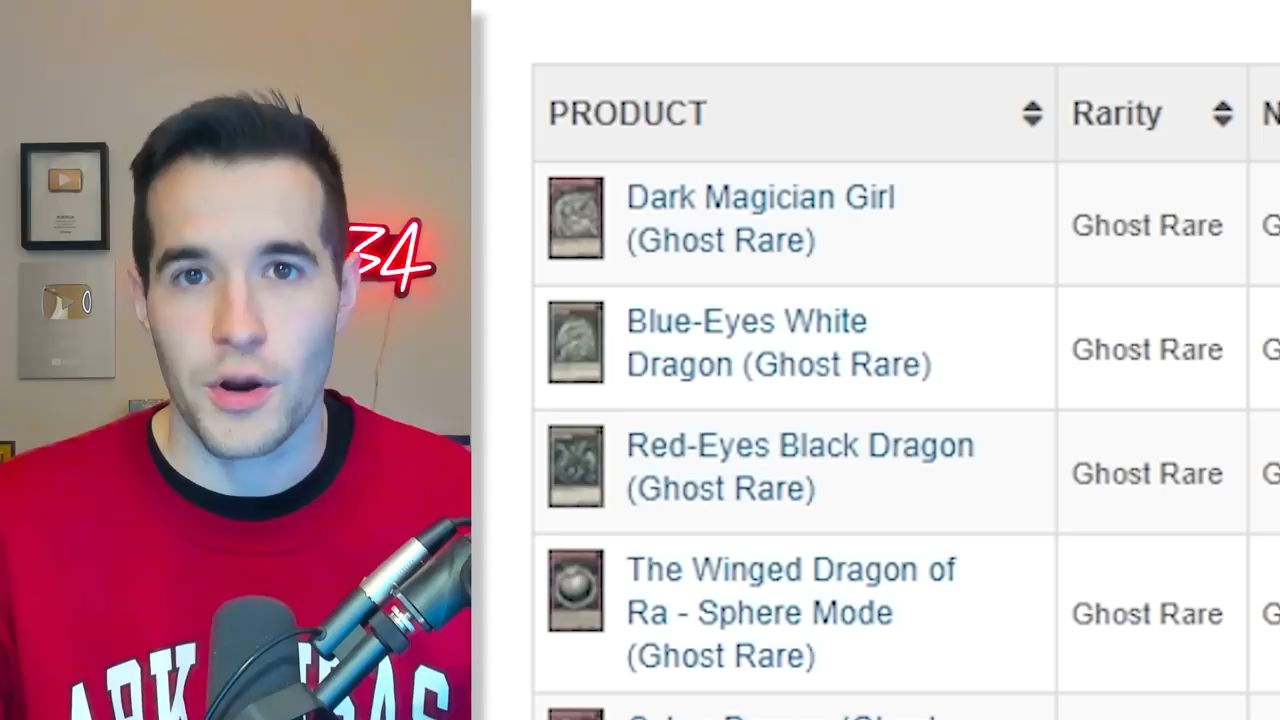 34
PRODUCT
Rarity
N
Dark Magician Girl
(Ghost Rare)
Ghost Rare
G
Blue-Eyes White
Dragon (Ghost Rare)
Ghost Rare
G
Red-Eyes Black Dragon
(Ghost Rare)
Ghost Rare
G
The Winged Dragon of
Ra - Sphere Mode
(Ghost Rare)
Ghost Rare
G